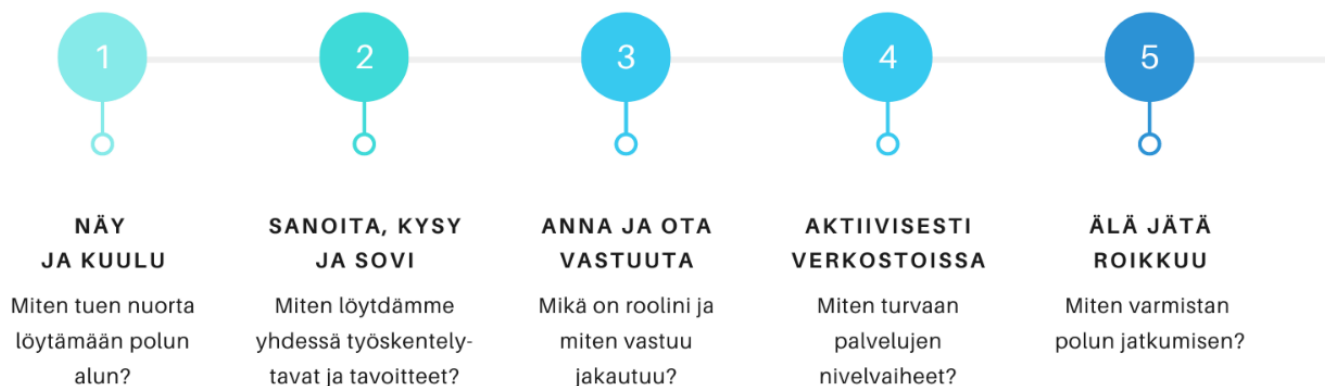 1
NÄY
JA KUULU
Miten tuen nuorta
löytämään polun
alun?
2
SANOITA, KYSY
JA SOVI
Miten löytdämme
yhdessä työskentely-
tavat ja tavoitteet?
3
ANNA JA OTA
VASTUUTA
Mikä on roolini ja
miten vastuu
jakautuu?
4
AKTIIVISESTI
VERKOSTOISSA
Miten turvaan
palvelujen
nivelvaiheet?
5
ÄLÄ JÄTÄ
ROIKKUU
Miten varmistan
polun jatkumisen?